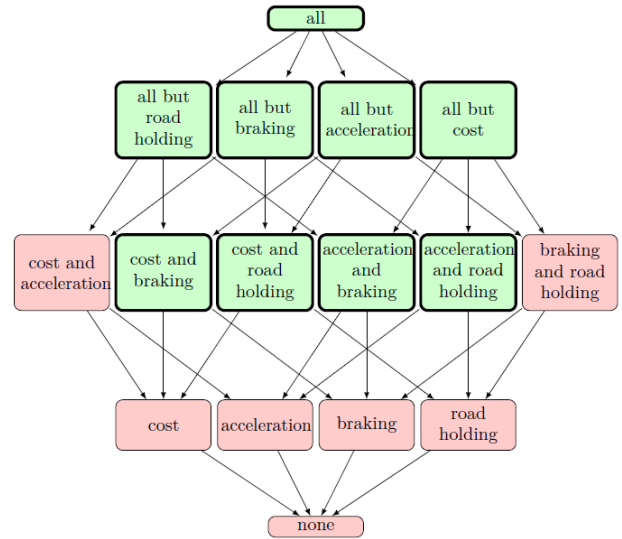 all
all but
road
holding
all but
braking
all but
acceleration
all but
cost
cost and
acceleration
cost and
braking
cost and
road
holding
acceleration
and
braking
acceleration
and road
holding
braking
and road
holding
cost
acceleration
braking
road
holding
none